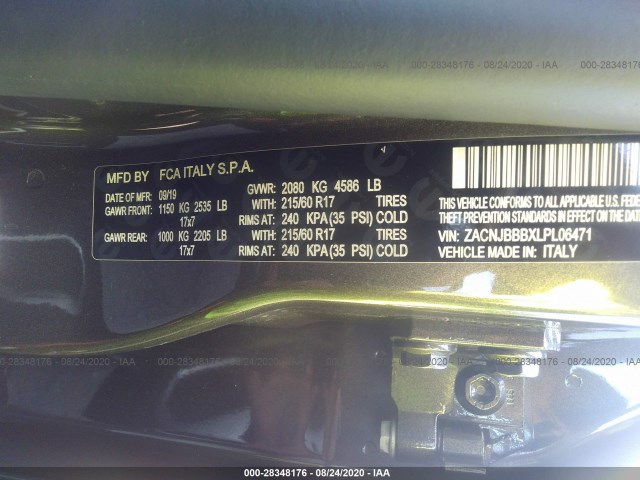 000-28348176 - 08/24/2020 - IAA
MFD BY FCA ITALY S.P.A.
DATE OF MFR: 09/19 GVWR: 2080 KG 4586 LB
GAWR FRONT: 1150 KG 2535 LB WITH: 215/60 R17 TIRES
17x7 RIMS AT: 240 KPA(35 PSI) COLD
GAWR REAR: 1000 KG 2205 LB WITH: 215/60 R17 TIRES
17x7 RIMS AT: 240 KPA(35 PSI) COLD
THIS VEHICLE CONFORMS TO ALL APPLICABLE
THEFT PREVENTION STANDARDS IN EFFECT
VIN: ZACNJBBBXLPL06471
VEHICLE MADE IN: ITALY
000-28348176 - 08/24/2020 - IAA
000-28348176 - 08/24/2020 - IAA
000-28348176 - 08/24/2020 - IAA